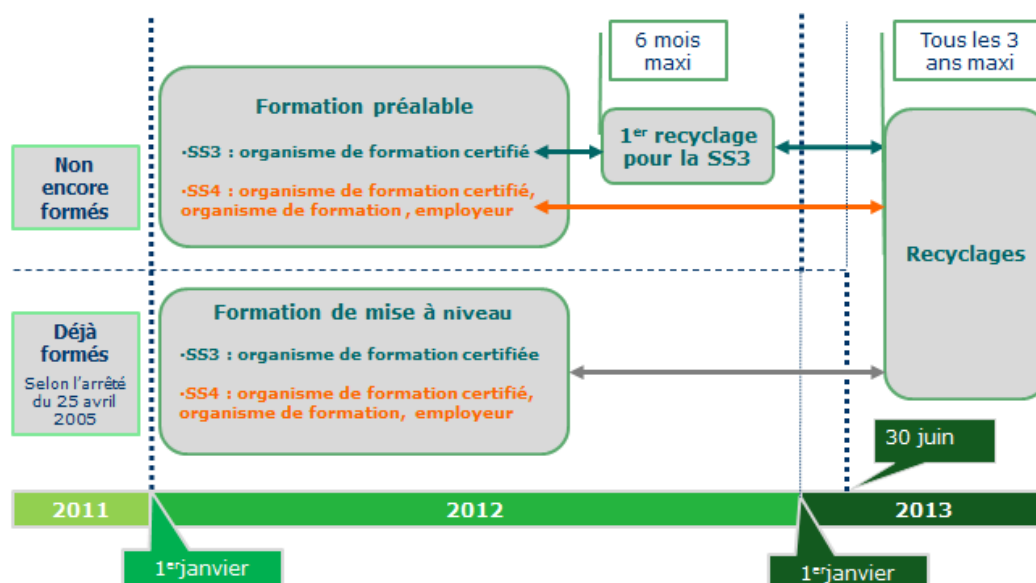 6 mois
maxi
Tous les 3
ans maxi
Formation préalable
·SS3 : organisme de formation certifié
·SS4 : organisme de formation certifié,
organisme de formation , employeur
1er recyclage
pour la SS3
Non
encore
formés
Recyclages
Formation de mise à niveau
·SS3 : organisme de formation certifiée
·SS4 : organisme de formation certifié,
organisme de formation, employeur
Déjà
formés
Selon l'arrêté
du 25 avril
2005
30 juin
2011
2012
2013
1erjanvier
1erjanvier